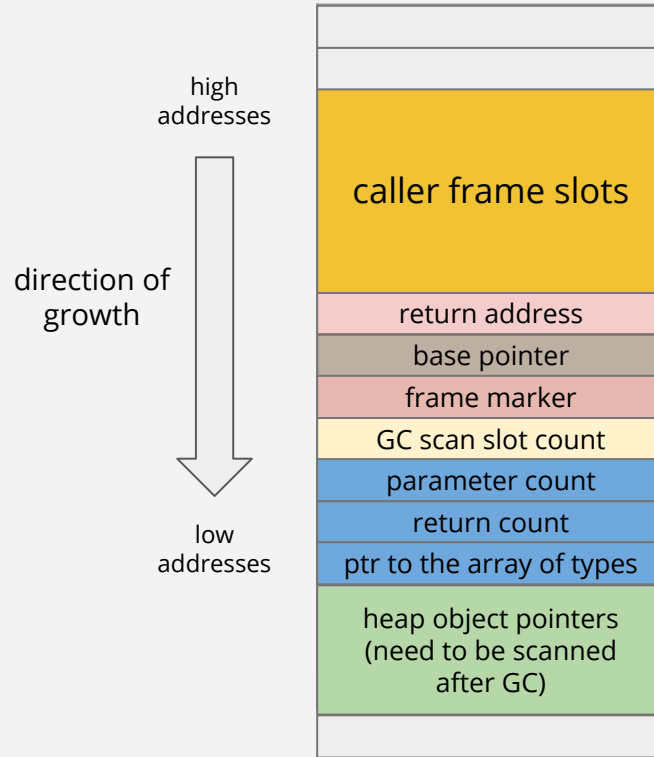 high
addresses
caller frame slots
direction of
growth
return address
base pointer
frame marker
GC scan slot count
parameter count
return count
low
addresses
ptr to the array of types
heap object pointers
(need to be scanned
after GC)